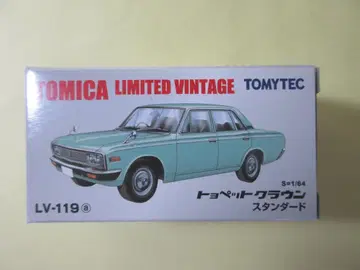 TOMICA LIMITED VINTAGE TOMYTEC
S=1/64
トヨペット クラウン
スタンダード
LV-119 a